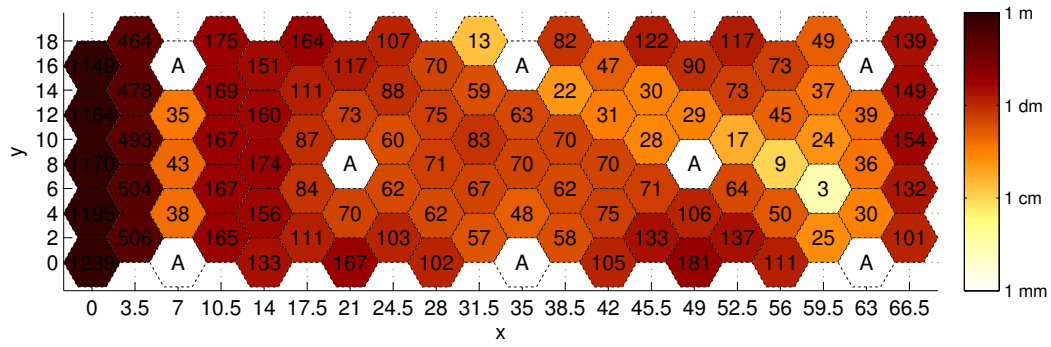 18 464 175 164 107 13 82 122 117 49 139
16 1149 A 151 117 70 A 47 90 73 A
14 478 169 111 88 59 22 30 73 37 149
12 1164 35 160 73 75 63 31 29 45 39
10 493 167 87 60 83 70 28 17 24 154
8 1170 43 174 A 71 70 70 A 9 36
6 504 167 84 62 67 62 71 64 3 132
4 1195 38 156 70 62 48 75 106 50 30
2 506 165 111 103 57 58 133 137 25 101
0 1239 A 133 167 102 A 105 181 111 A
y
0 3.5 7 10.5 14 17.5 21 24.5 28 31.5 35 38.5 42 45.5 49 52.5 56 59.5 63 66.5
x
1 m
1 dm
1 cm
1 mm